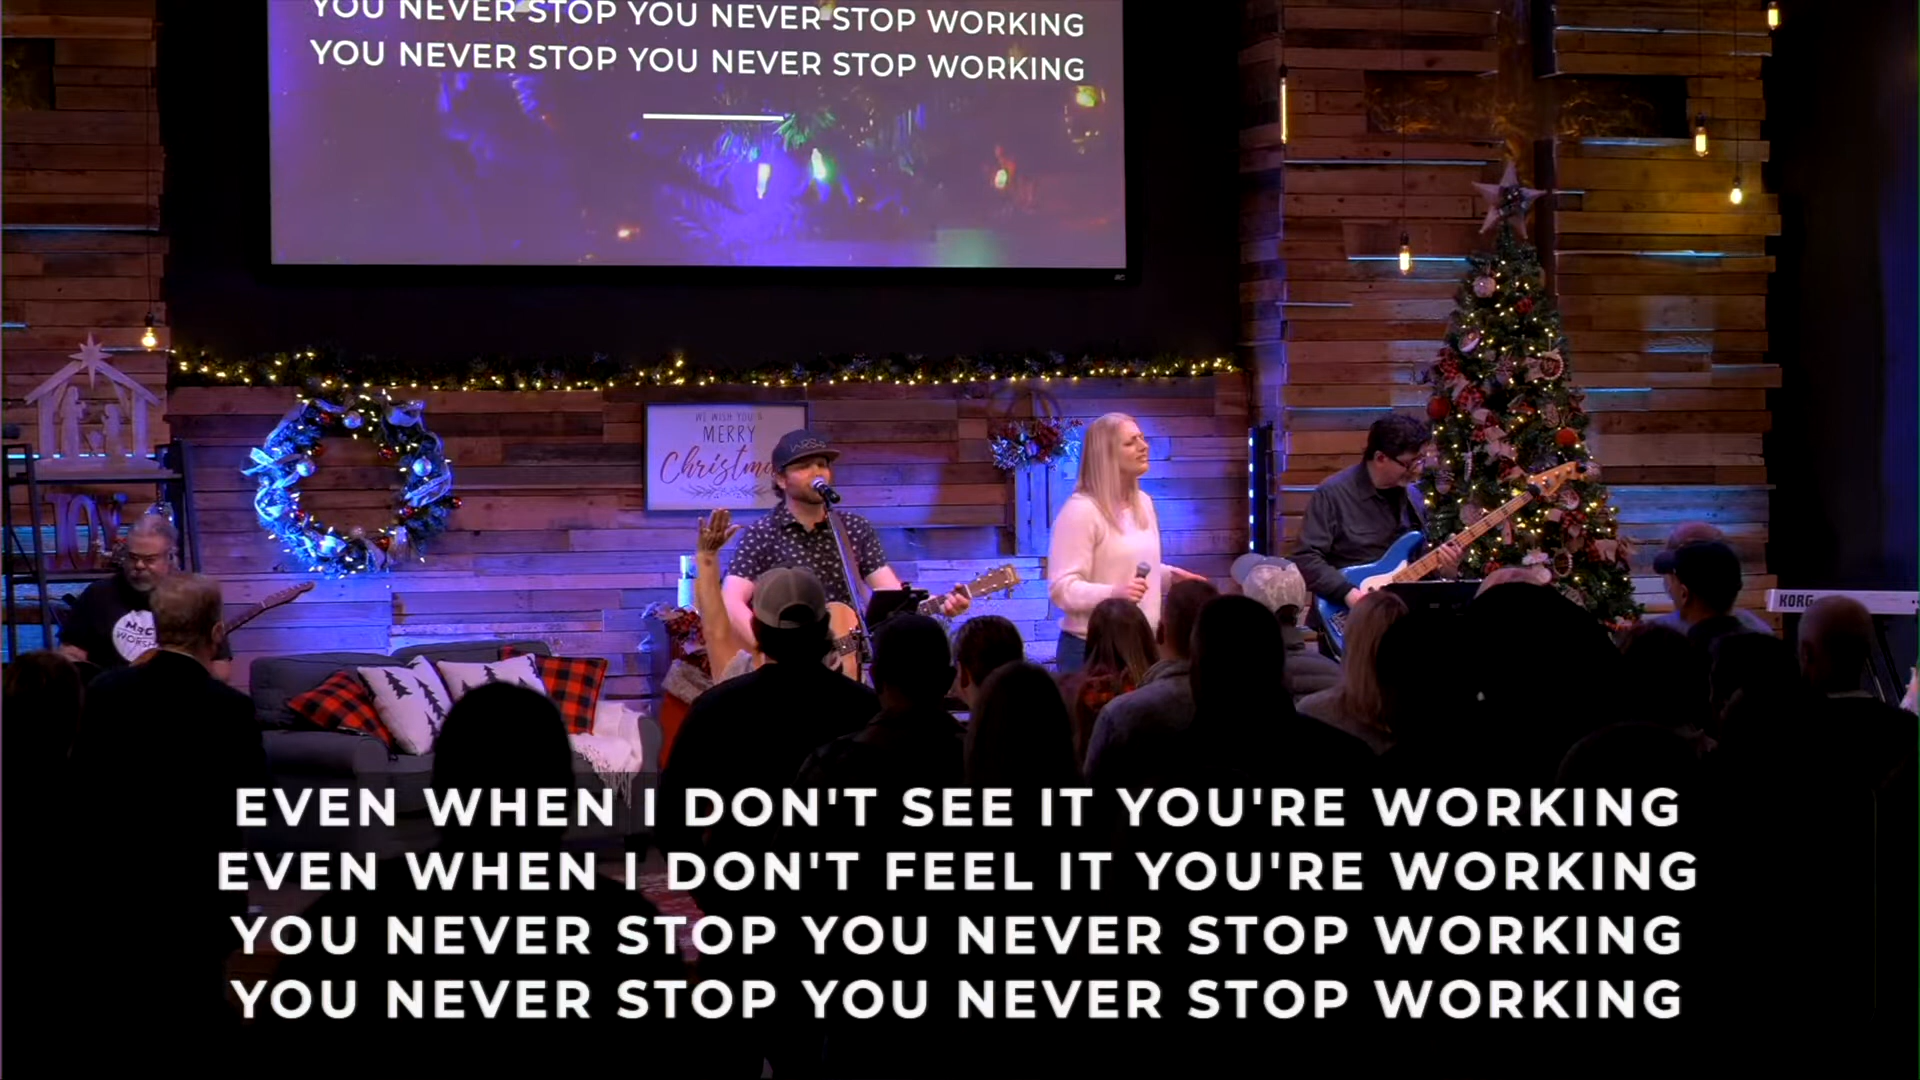 YOU NEVER STOP YOU NEVER STOP WORKING
YOU NEVER STOP YOU NEVER STOP WORKING
WE WISH YOU A
MERRY
JOY
KORG
EVEN WHEN I DON'T SEE IT YOU'RE WORKING
EVEN WHEN I DON'T FEEL IT YOU'RE WORKING
YOU NEVER STOP YOU NEVER STOP WORKING
YOU NEVER STOP YOU NEVER STOP WORKING